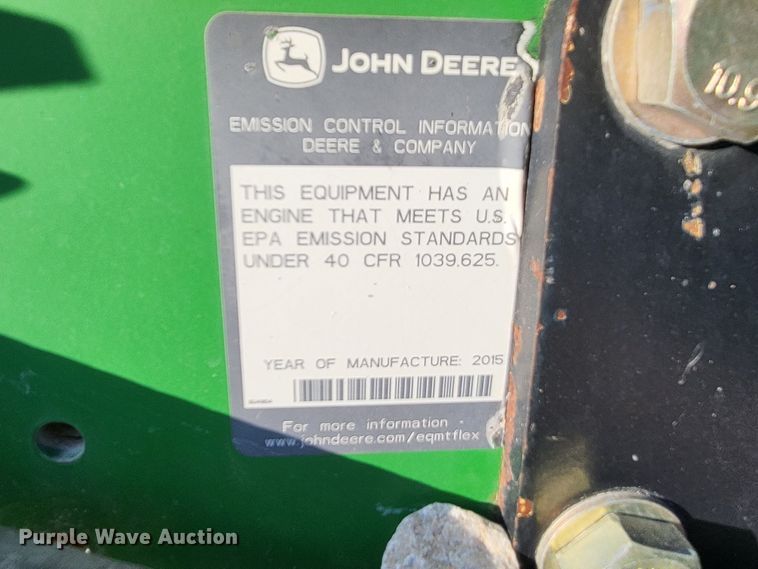 JOHN DEERE
10.9
EMISSION CONTROL INFORMATION
DEERE & COMPANY
THIS EQUIPMENT HAS AN
ENGINE THAT MEETS U.S.
EPA EMISSION STANDARDS
UNDER 40 CFR 1039.625.
YEAR OF MANUFACTURE: 2015
For more information
www.johndeere.com/eqmtflex
Purple Wave Auction